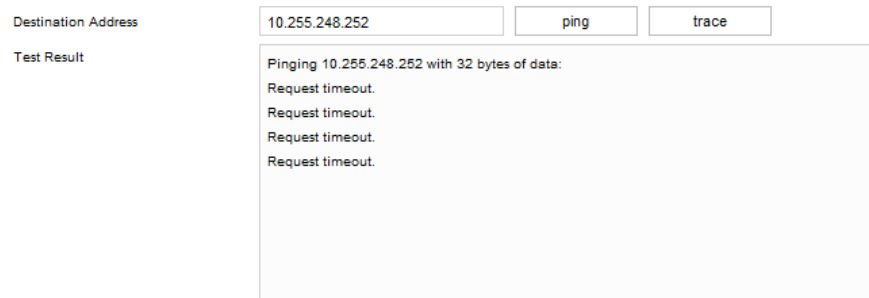 Destination Address 10.255.248.252 ping trace
Test Result
Pinging 10.255.248.252 with 32 bytes of data:
Request timeout.
Request timeout.
Request timeout.
Request timeout.